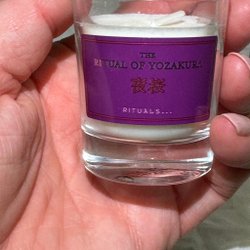 THE
RITUAL OF YOZAKURA
夜桜
RITUALS...